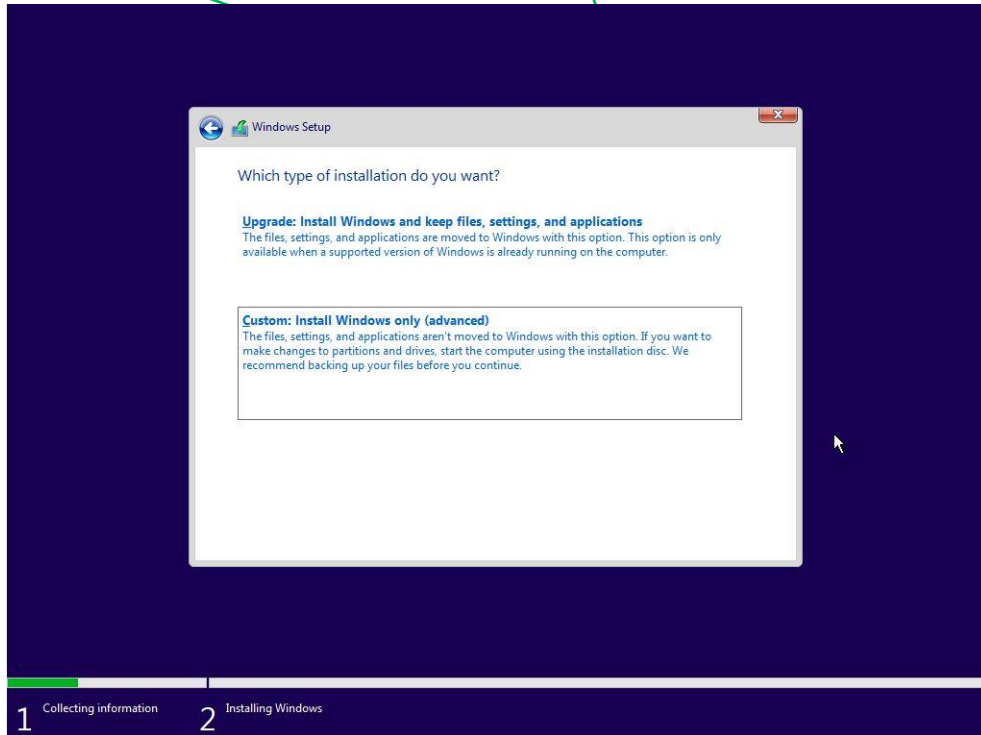 Windows Setup
Which type of installation do you want?
Upgrade: Install Windows and keep files, settings, and applications
The files, settings, and applications are moved to Windows with this option. This option is only
available when a supported version of Windows is already running on the computer.
Custom: Install Windows only (advanced)
The files, settings, and applications aren't moved to Windows with this option. If you want to
make changes to partitions and drives, start the computer using the installation disc. We
recommend backing up your files before you continue.
1 Collecting information 2 Installing Windows